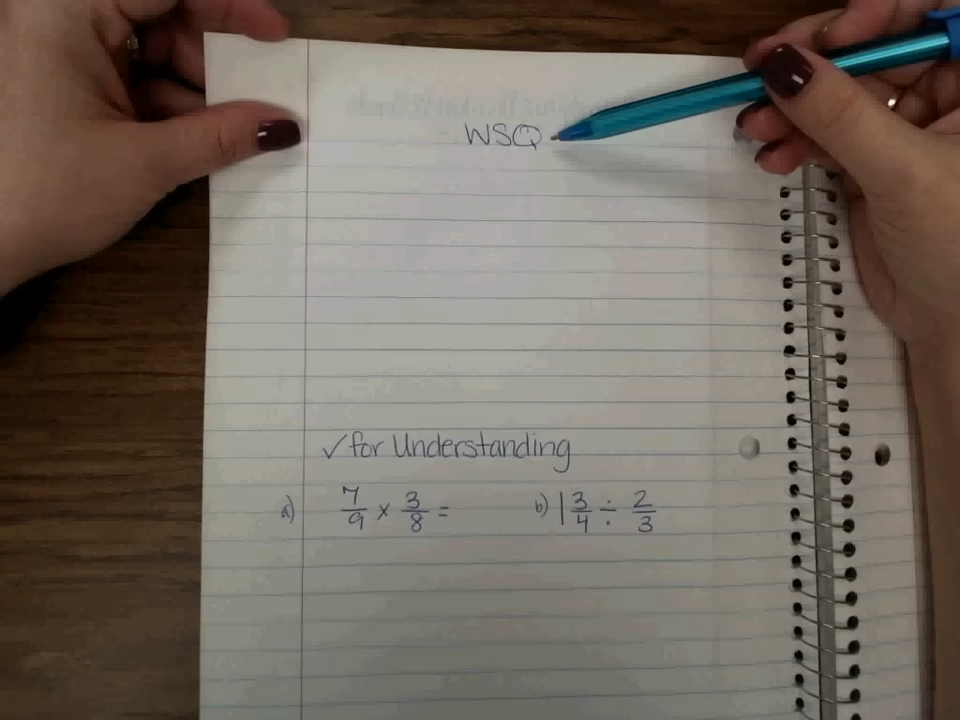 WSQ
✓ for Understanding
a) 7/9 × 3/8 = b) 1 3/4 ÷ 2/3